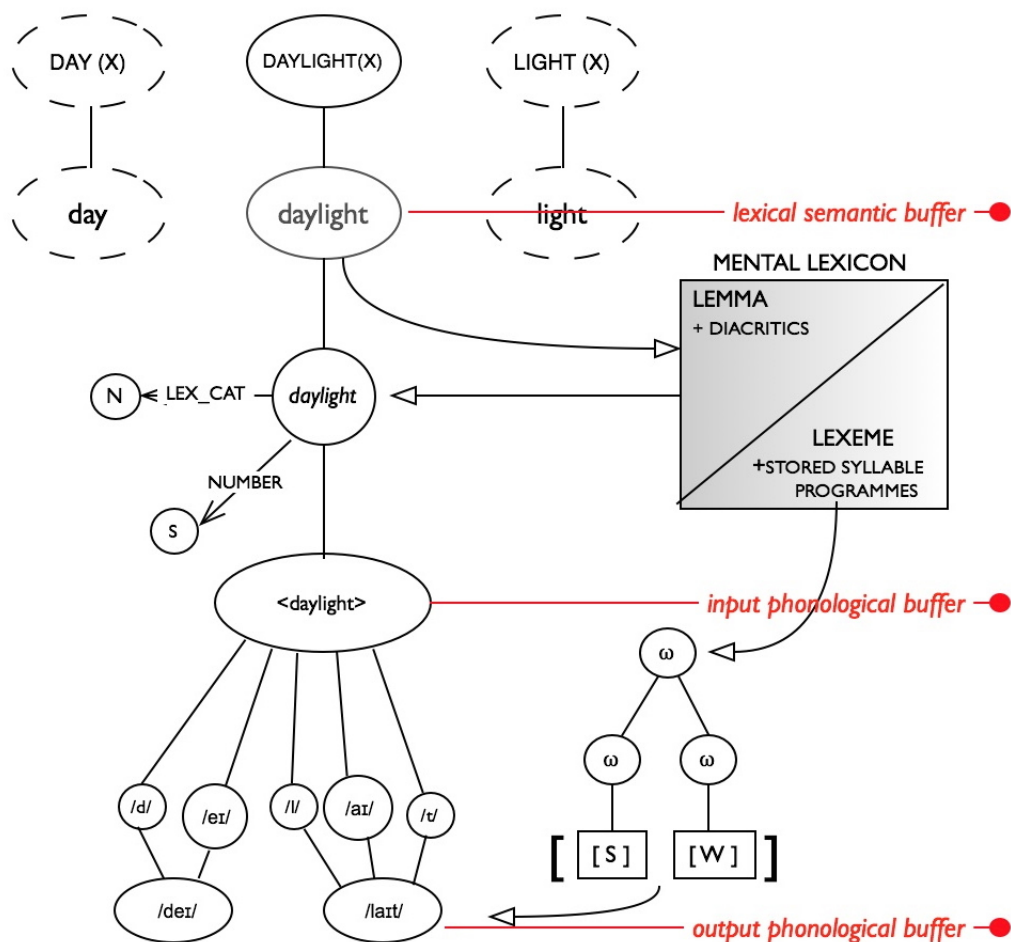 DAY (X)
DAYLIGHT(X)
LIGHT (X)
day
daylight
light
lexical semantic buffer
MENTAL LEXICON
LEMMA
+ DIACRITICS
N
LEX_CAT
daylight
LEXEME
+STORED SYLLABLE
PROGRAMMES
NUMBER
S
<daylight>
input phonological buffer
ω
ω
ω
/d/
/eɪ/
/l/
/aɪ/
/t/
[ [ S ] [ W ] ]
/deɪ/
/laɪt/
output phonological buffer